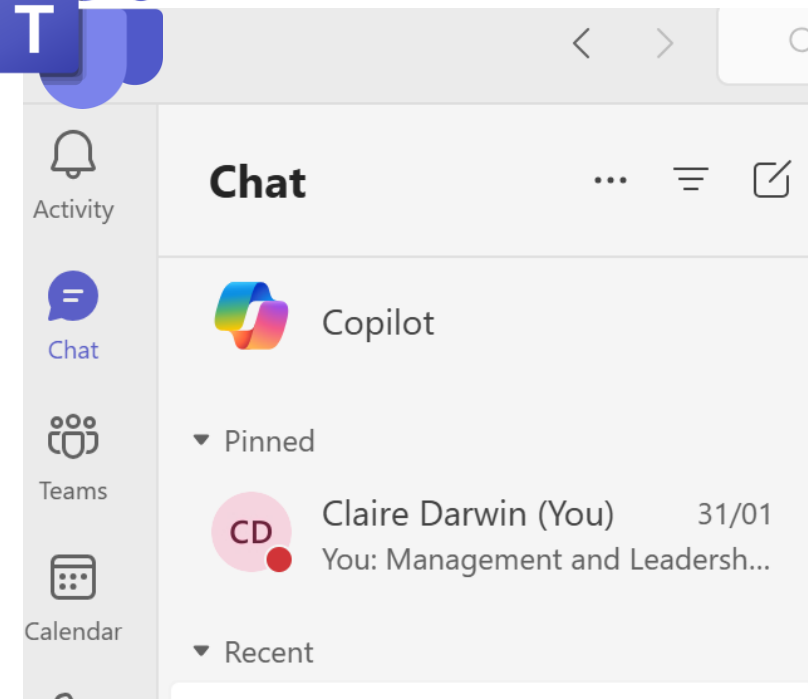 T
Activity
Chat
Chat
Copilot
Teams
Pinned
CD
Claire Darwin (You) 31/01
You: Management and Leadersh...
Calendar
Recent